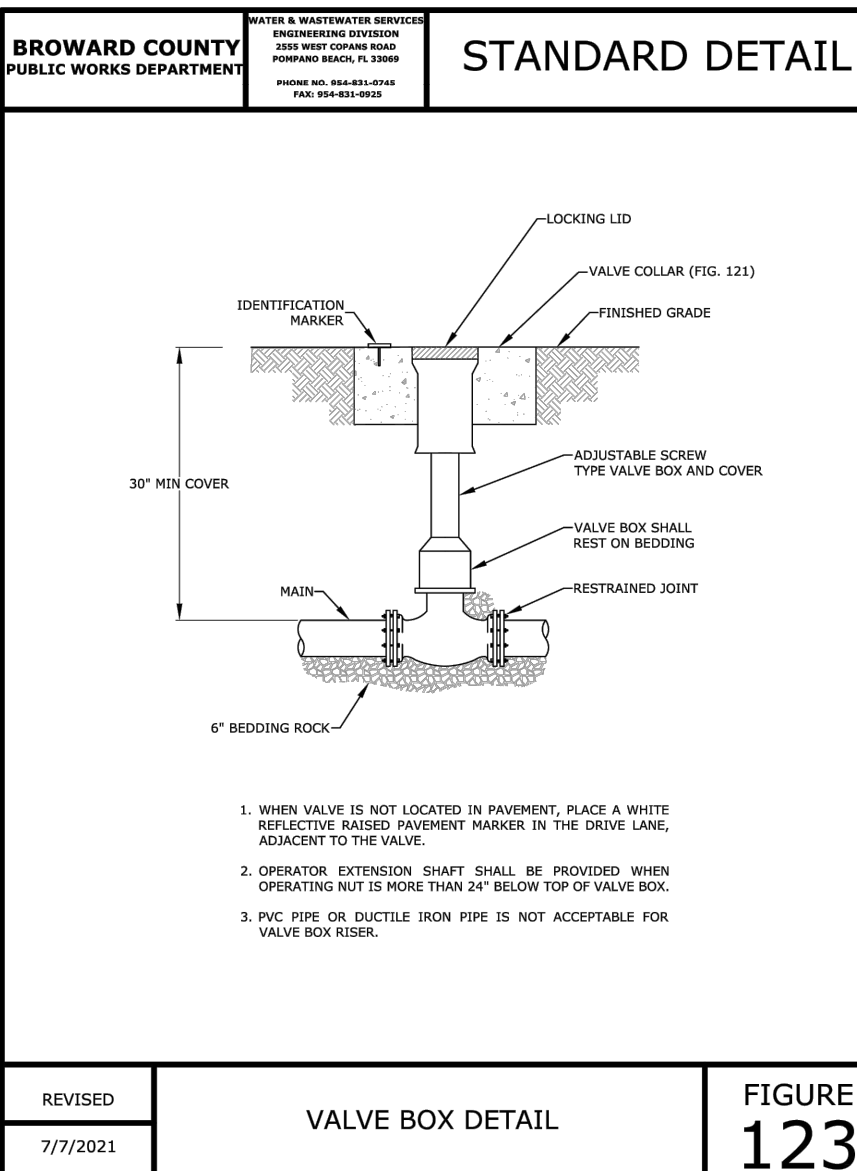 BROWARD COUNTY
PUBLIC WORKS DEPARTMENT
WATER & WASTEWATER SERVICES
ENGINEERING DIVISION
2555 WEST COPANS ROAD
POMPANO BEACH, FL 33069
PHONE NO. 954-831-0745
FAX: 954-831-0925
STANDARD DETAIL
LOCKING LID
VALVE COLLAR (FIG. 121)
IDENTIFICATION
MARKER
FINISHED GRADE
30" MIN COVER
ADJUSTABLE SCREW
TYPE VALVE BOX AND COVER
VALVE BOX SHALL
REST ON BEDDING
MAIN
RESTRAINED JOINT
6" BEDDING ROCK
1. WHEN VALVE IS NOT LOCATED IN PAVEMENT, PLACE A WHITE
REFLECTIVE RAISED PAVEMENT MARKER IN THE DRIVE LANE,
ADJACENT TO THE VALVE.
2. OPERATOR EXTENSION SHAFT SHALL BE PROVIDED WHEN
OPERATING NUT IS MORE THAN 24" BELOW TOP OF VALVE BOX.
3. PVC PIPE OR DUCTILE IRON PIPE IS NOT ACCEPTABLE FOR
VALVE BOX RISER.
REVISED
7/7/2021
VALVE BOX DETAIL
FIGURE
123